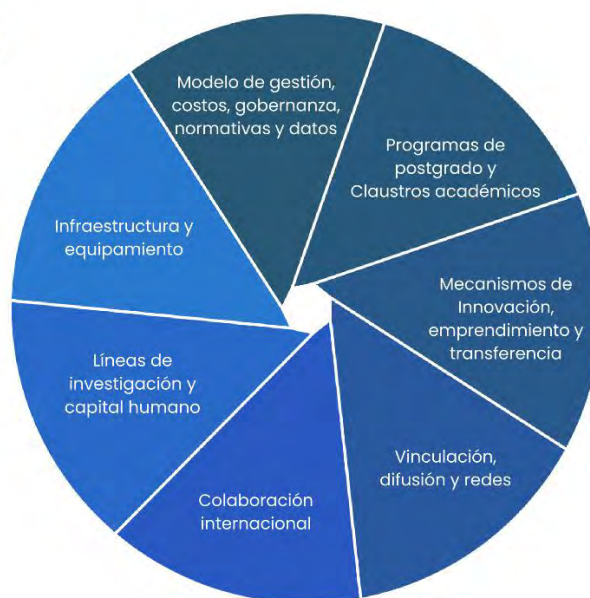 Modelo de gestión,
costos, gobernanza,
normativas y datos
Programas de
postgrado y
Claustros académicos
Mecanismos de
Innovación,
emprendimiento y
transferencia
Vinculación,
difusión y redes
Colaboración
internacional
Líneas de
investigación y
capital humano
Infraestructura y
equipamiento